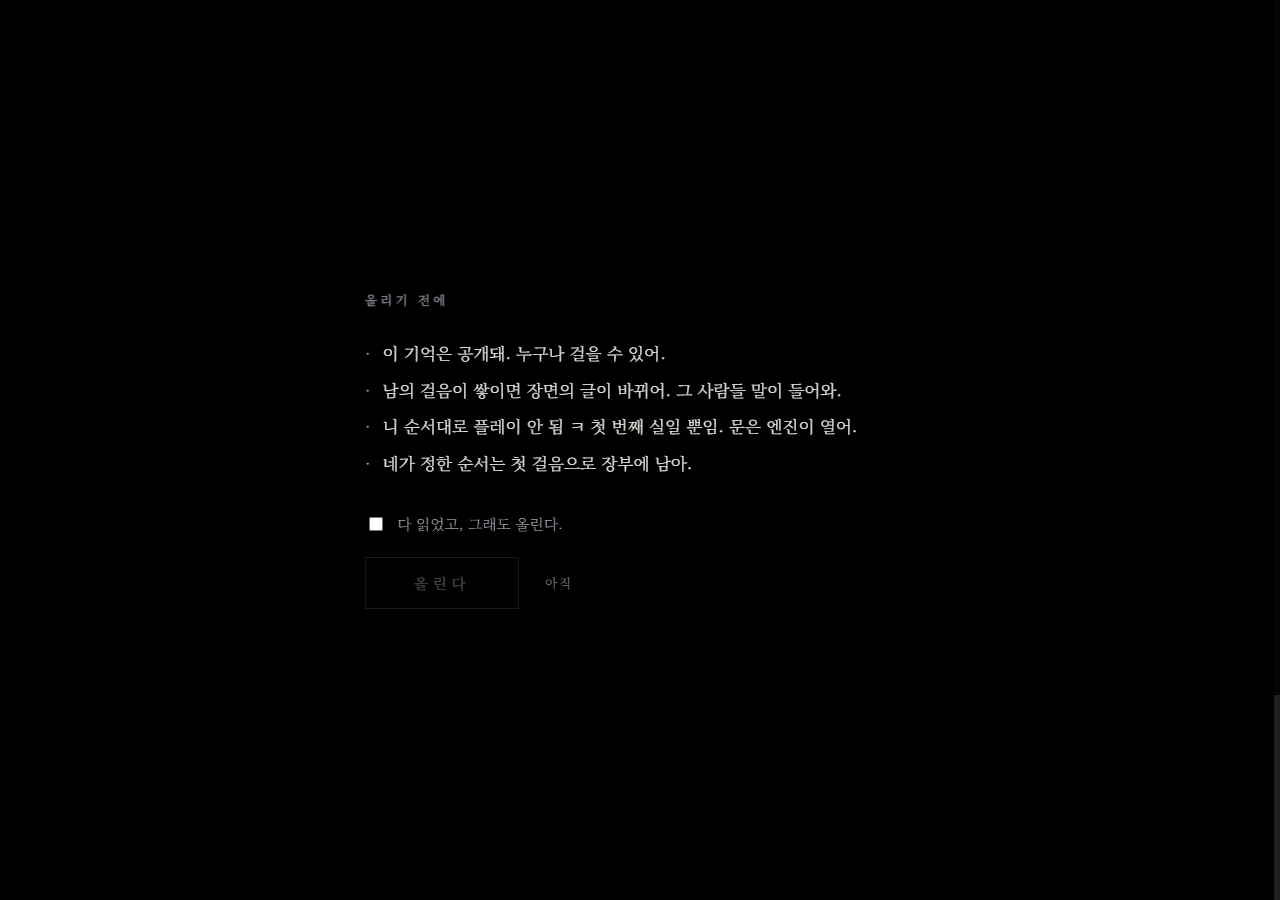 올리기 전에
· 이 기억은 공개돼. 누구나 걸을 수 있어.
· 남의 걸음이 쌓이면 장면의 글이 바뀌어. 그 사람들 말이 들어와.
· 니 순서대로 플레이 안 됨 ㅋ 첫 번째 실일 뿐임. 문은 엔진이 열어.
· 네가 정한 순서는 첫 걸음으로 장부에 남아.
다 읽었고, 그래도 올린다.
올린다
아직